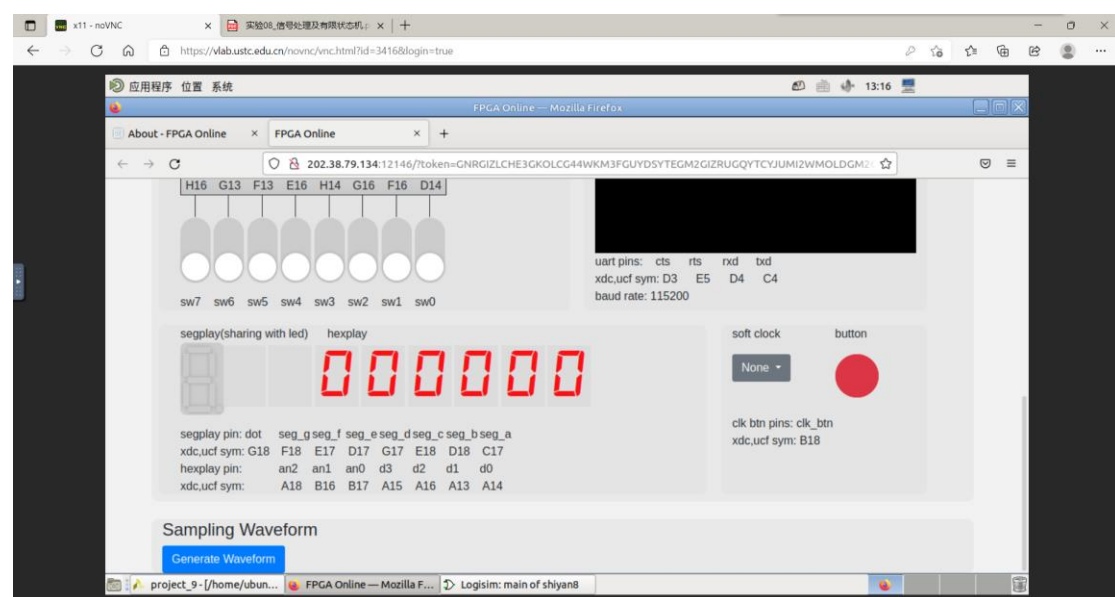 x11 - noVNC
实验08_信号处理及有限状态机.p
https://vlab.ustc.edu.cn/novnc/vnc.html?id=3416&login=true
应用程序 位置 系统
13:16
FPGA Online — Mozilla Firefox
About - FPGA Online
FPGA Online
202.38.79.134:12146/?token=
H16 G13 F13 E16 H14 G16 F16 D14
sw7 sw6 sw5 sw4 sw3 sw2 sw1 sw0
uart pins: cts rts rxd txd
xdc,ucf sym: D3 E5 D4 C4
baud rate: 115200
segplay(sharing with led) hexplay
000000
segplay pin: dot seg_g seg_f seg_e seg_d seg_c seg_b seg_a
xdc,ucf sym: G18 F18 E17 D17 G17 E18 D18 C17
hexplay pin: an2 an1 an0 d3 d2 d1 d0
xdc,ucf sym: A18 B16 B17 A15 A16 A13 A14
soft clock button
None
clk btn pins: clk_btn
xdc,ucf sym: B18
Sampling Waveform
Generate Waveform
project_9 - [/home/ubun...
FPGA Online — Mozilla F...
Logisim: main of shiyan8